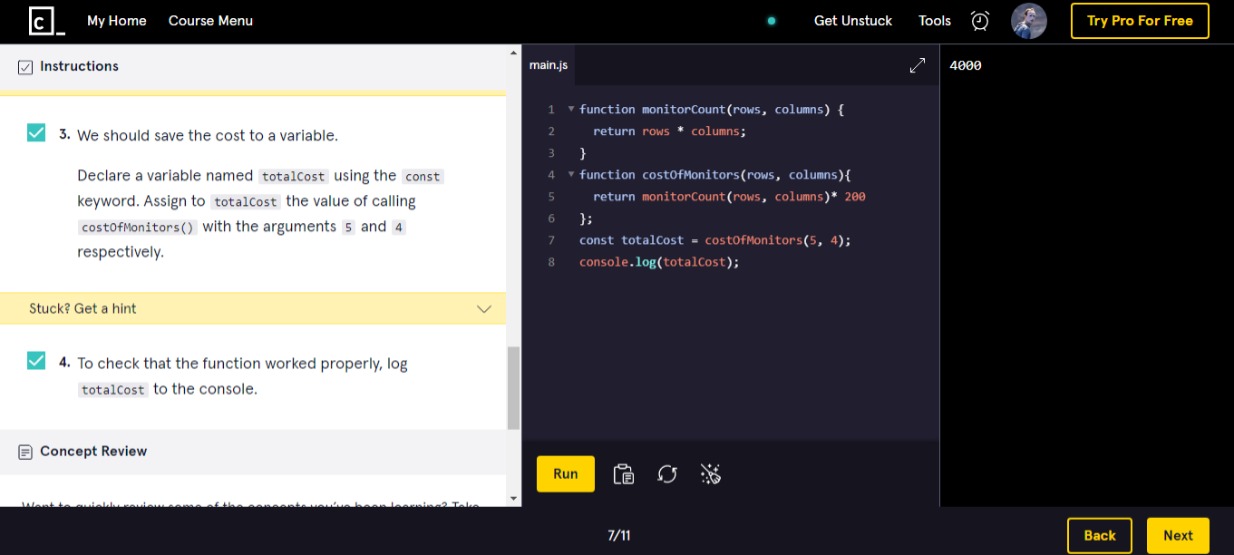 C_ My Home Course Menu Get Unstuck Tools Try Pro For Free
Instructions
3. We should save the cost to a variable.
Declare a variable named totalCost using the const
keyword. Assign to totalCost the value of calling
costOfMonitors() with the arguments 5 and 4
respectively.
Stuck? Get a hint
4. To check that the function worked properly, log
totalCost to the console.
Concept Review
Want to quickly review some of the concepts you've been learning? Take
main.js
1 function monitorCount(rows, columns) {
2 return rows * columns;
3 }
4 function costOfMonitors(rows, columns){
5 return monitorCount(rows, columns)* 200
6 };
7 const totalCost = costOfMonitors(5, 4);
8 console.log(totalCost);
Run
4000
7/11
Back Next